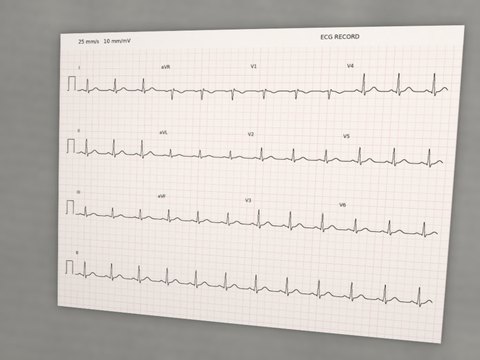 25 mm/s 10 mm/mV
ECG RECORD
I aVR V1 V4
II aVL V2 V5
III aVF V3 V6
II